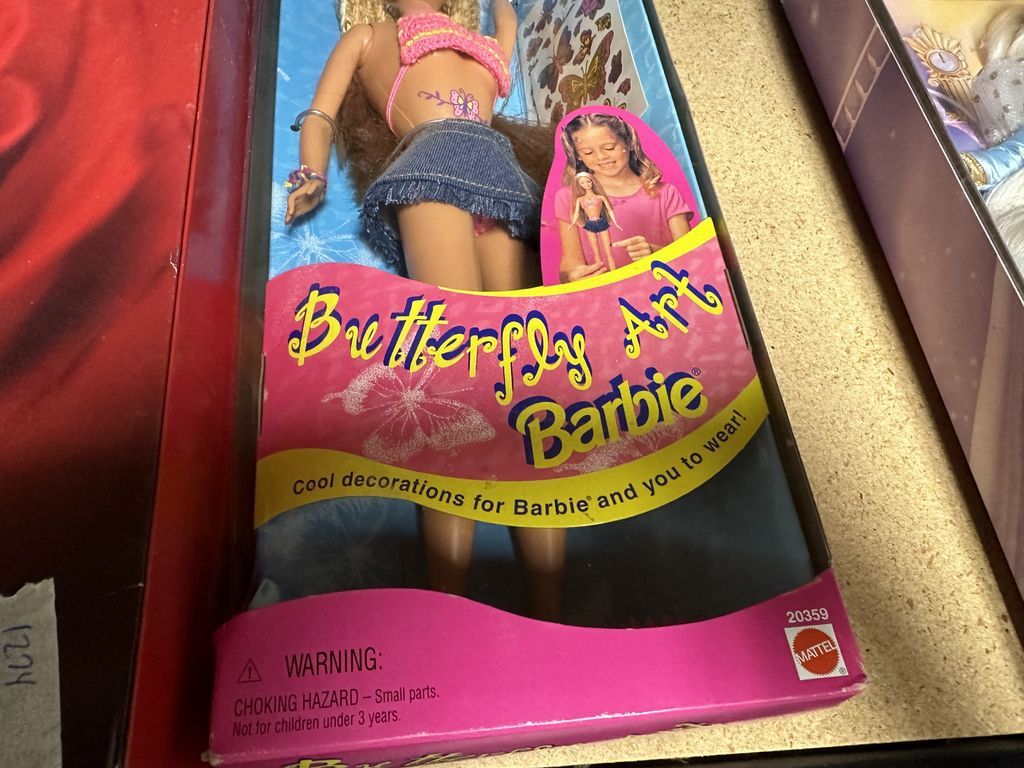 Butterfly Art
Barbie®
Cool decorations for Barbie® and you to wear!
20359
MATTEL
®
WARNING:
CHOKING HAZARD – Small parts.
Not for children under 3 years.
1224